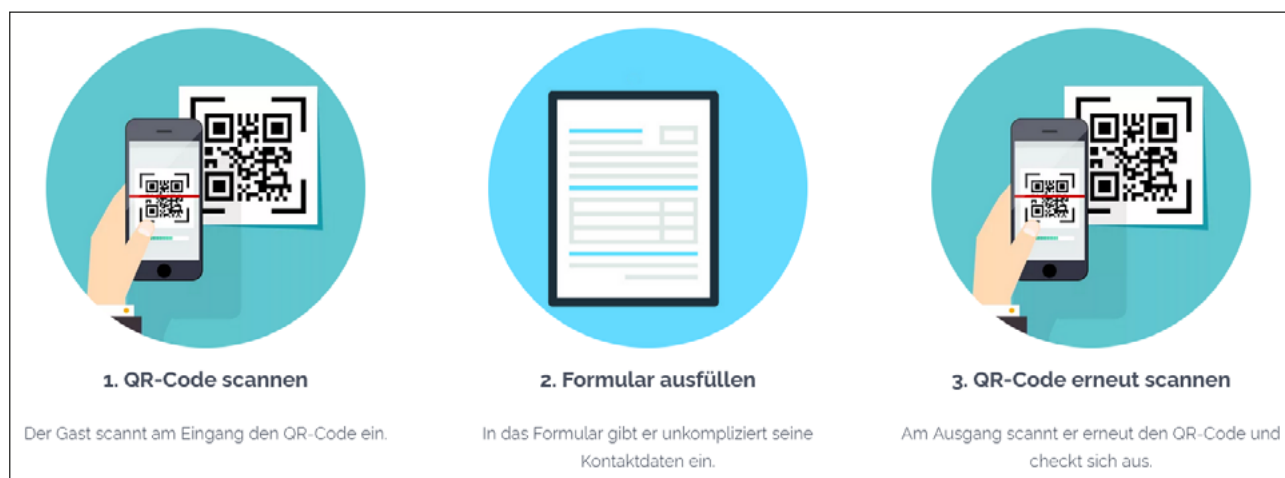 1. QR-Code scannen
Der Gast scannt am Eingang den QR-Code ein.
2. Formular ausfüllen
In das Formular gibt er unkompliziert seine
Kontaktdaten ein.
3. QR-Code erneut scannen
Am Ausgang scannt er erneut den QR-Code und
checkt sich aus.